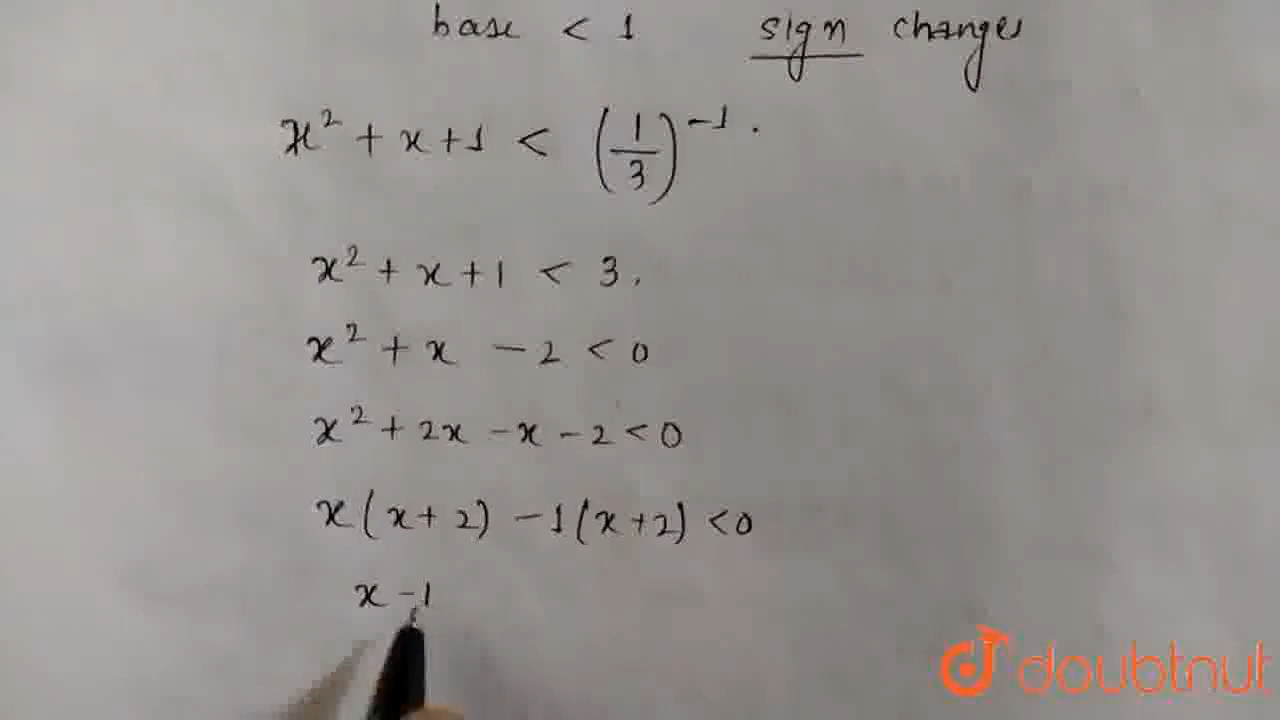 base < 1 sign changes
x² + x + 1 < (1/3)⁻¹.
x² + x + 1 < 3.
x² + x - 2 < 0
x² + 2x - x - 2 < 0
x(x + 2) - 1(x + 2) < 0
x - 1
doubtnut